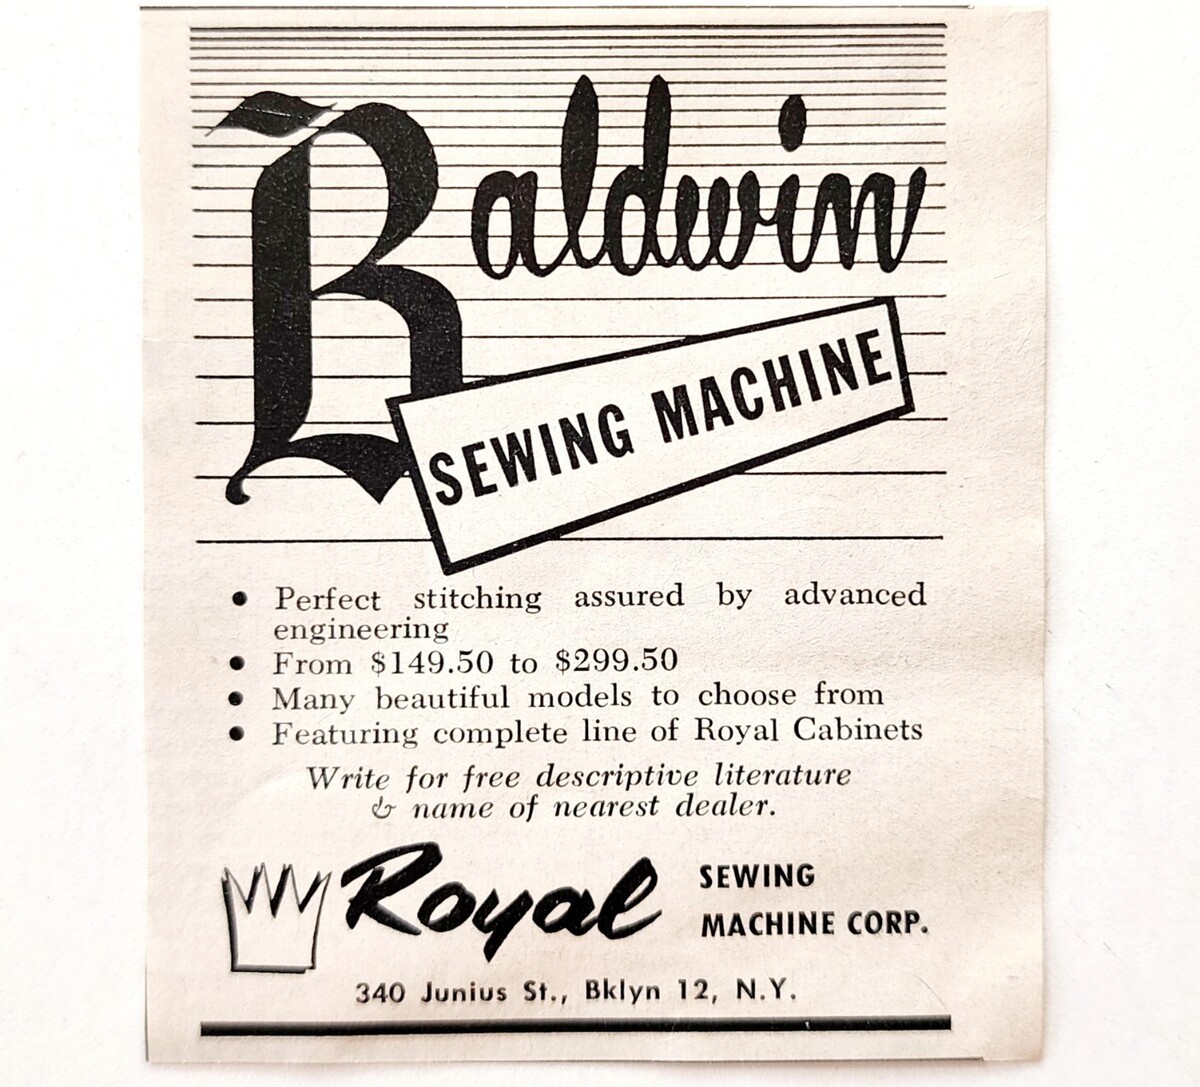 Baldwin
SEWING MACHINE
• Perfect stitching assured by advanced
engineering
• From $149.50 to $299.50
• Many beautiful models to choose from
• Featuring complete line of Royal Cabinets
Write for free descriptive literature
& name of nearest dealer.
Royal SEWING
MACHINE CORP.
340 Junius St., Bklyn 12, N.Y.